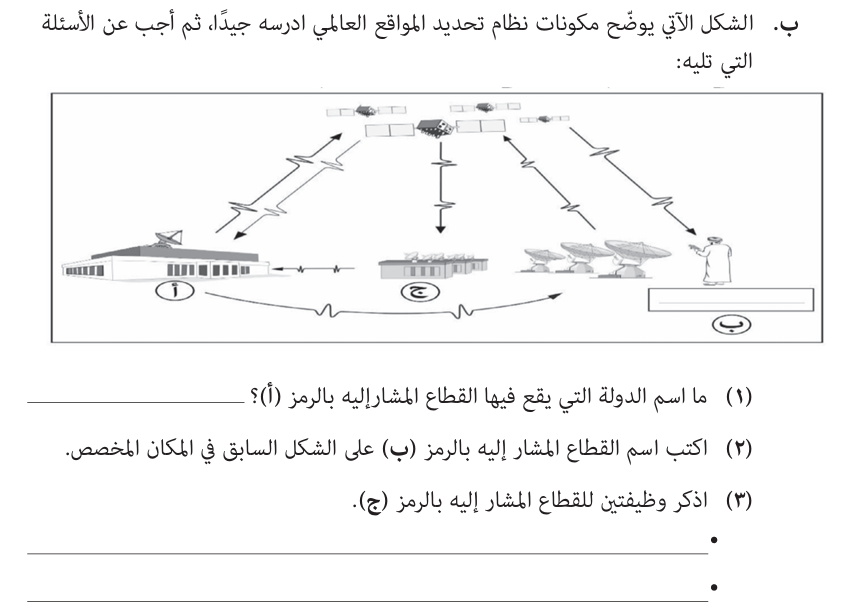 ب. الشكل الآتي يوضّح مكونات نظام تحديد المواقع العالمي ادرسه جيدًا، ثم أجب عن الأسئلة
التي تليه:
أ
ج
ب
(١) ما اسم الدولة التي يقع فيها القطاع المشارإليه بالرمز (أ)؟
(٢) اكتب اسم القطاع المشار إليه بالرمز (ب) على الشكل السابق في المكان المخصص.
(٣) اذكر وظيفتين للقطاع المشار إليه بالرمز (ج).
•
•